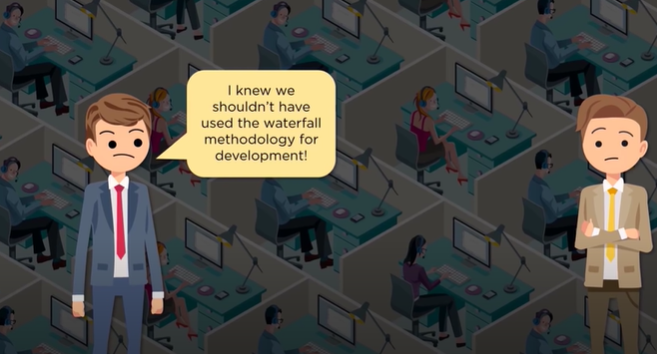 I knew we
shouldn't have
used the waterfall
methodology for
development!